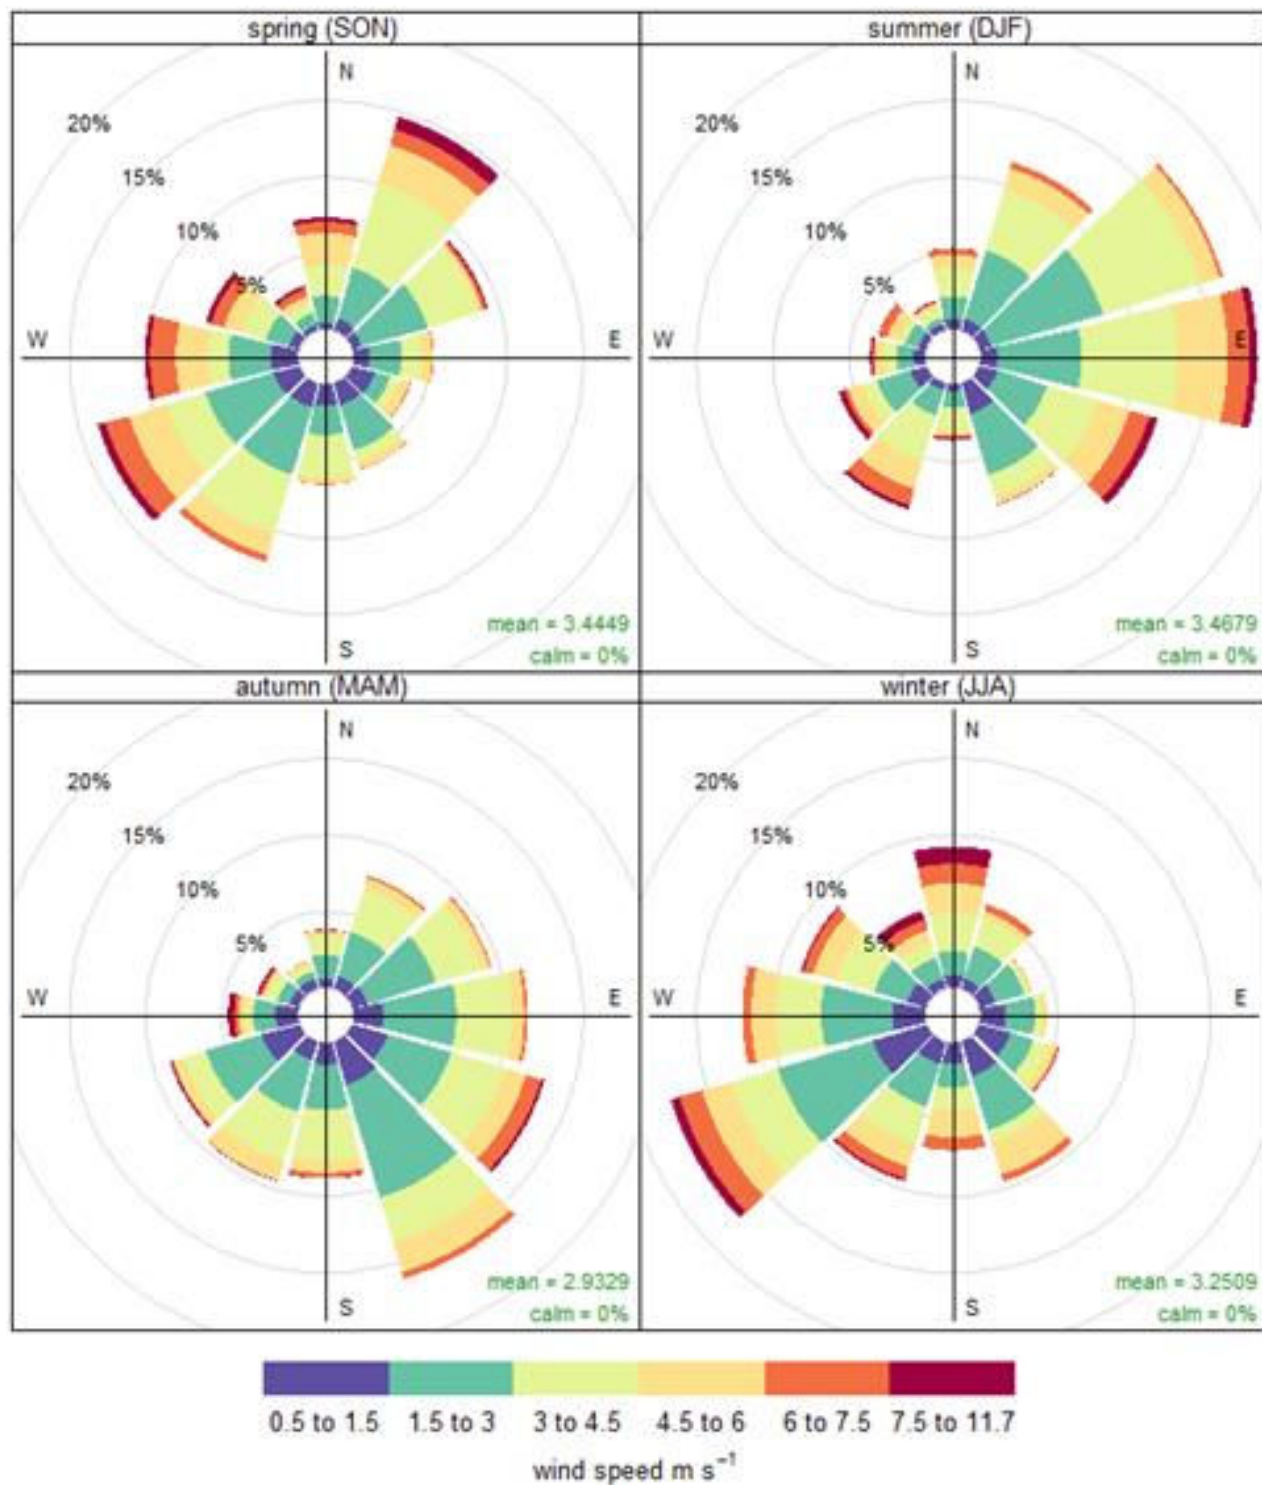 spring (SON)
N
20%
15%
10%
5%
W
E
mean = 3.4449
calm = 0%
S
summer (DJF)
N
20%
15%
10%
5%
W
E
mean = 3.4679
calm = 0%
S
autumn (MAM)
N
20%
15%
10%
5%
W
E
mean = 2.9329
calm = 0%
S
winter (JJA)
N
20%
15%
10%
5%
W
E
mean = 3.2509
calm = 0%
S
0.5 to 1.5 1.5 to 3 3 to 4.5 4.5 to 6 6 to 7.5 7.5 to 11.7
wind speed m s⁻¹